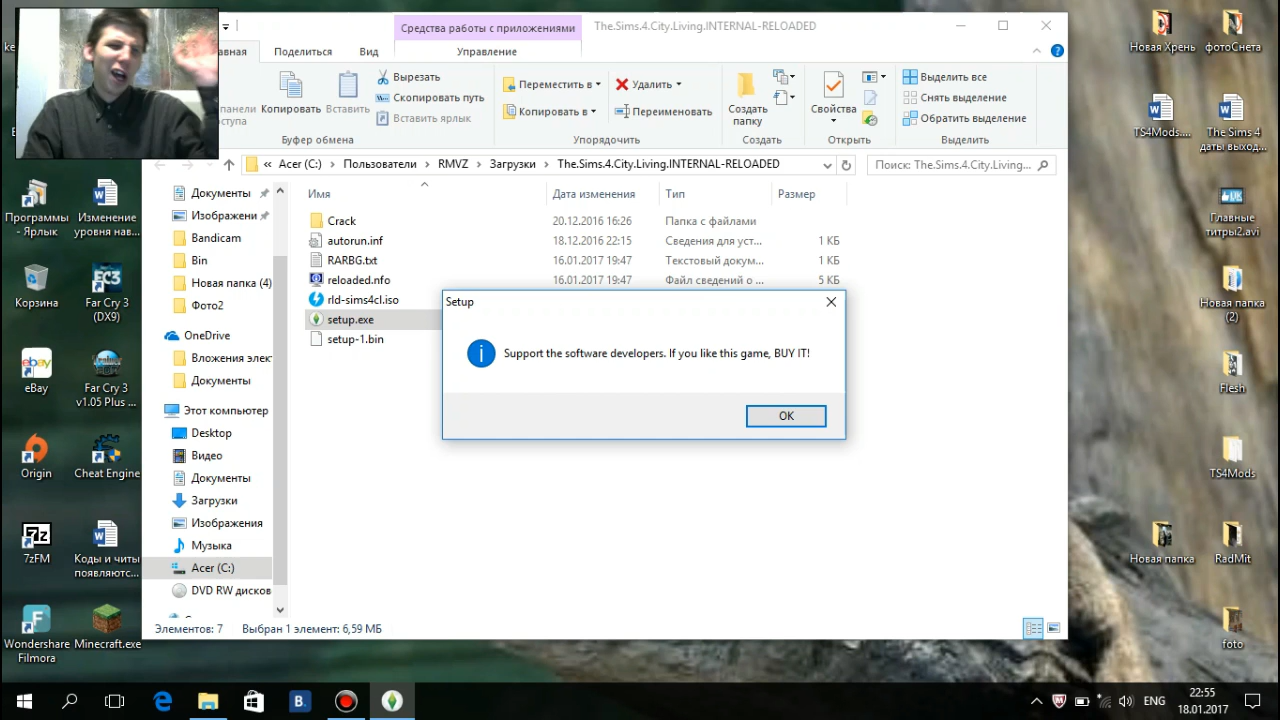 Средства работы с приложениями
The.Sims.4.City.Living.INTERNAL-RELOADED
Поделиться
Вид
Управление
Копировать
Вставить
Вырезать
Скопировать путь
Вставить ярлык
Буфер обмена
Переместить в
Копировать в
Удалить
Переименовать
Упорядочить
Создать
папку
Создать
Свойства
Открыть
Выделить все
Снять выделение
Обратить выделение
Выделить
« Acer (C:) Пользователи RMVZ Загрузки The.Sims.4.City.Living.INTERNAL-RELOADED
Поиск: The.Sims.4.City.Living....
Документы
Изображени
Bandicam
Bin
Новая папка (4)
Фото2
OneDrive
Вложения элект
Документы
Этот компьютер
Desktop
Видео
Документы
Загрузки
Изображения
Музыка
Acer (C:)
DVD RW дисков
Имя Дата изменения Тип Размер
Crack 20.12.2016 16:26 Папка с файлами
autorun.inf 18.12.2016 22:15 Сведения для уст... 1 КБ
RARBG.txt 16.01.2017 19:47 Текстовый докум... 1 КБ
reloaded.nfo 16.01.2017 19:47 Файл сведений о ... 5 КБ
rld-sims4cl.iso
setup.exe
setup-1.bin
Setup
Support the software developers. If you like this game, BUY IT!
OK
Элементов: 7 Выбран 1 элемент: 6,59 МБ
Программы
- Ярлык
Изменение
уровня нав...
Корзина
Far Cry 3
(DX9)
eBay
Far Cry 3
v1.05 Plus ...
Origin
Cheat Engine
7zFM
Коды и читы
появляютс...
Wondershare
Filmora
Minecraft.exe
Новая Хрень
фотоСнета
TS4Mods....
The Sims 4
даты выход...
Главные
титры2.avi
Новая папка
(2)
Flesh
TS4Mods
Новая папка
RadMit
foto
B.
ENG
22:55
18.01.2017